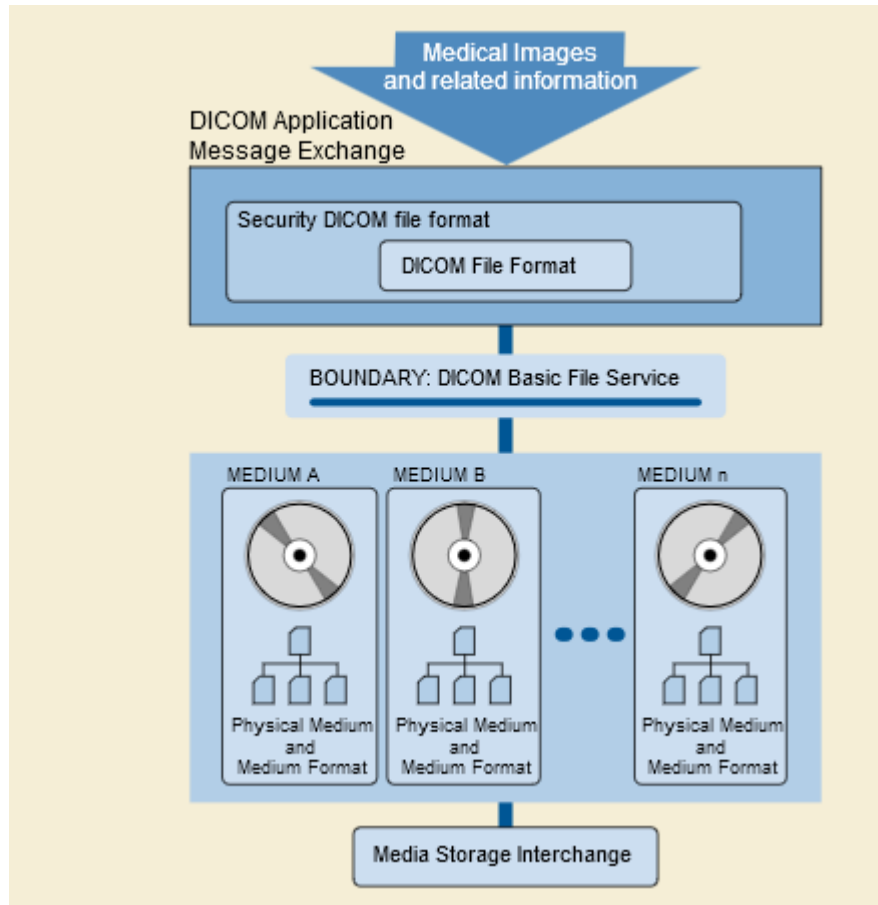 Medical Images
and related information
DICOM Application
Message Exchange
Security DICOM file format
DICOM File Format
BOUNDARY: DICOM Basic File Service
MEDIUM A
MEDIUM B
MEDIUM n
Physical Medium
and
Medium Format
Physical Medium
and
Medium Format
Physical Medium
and
Medium Format
Media Storage Interchange